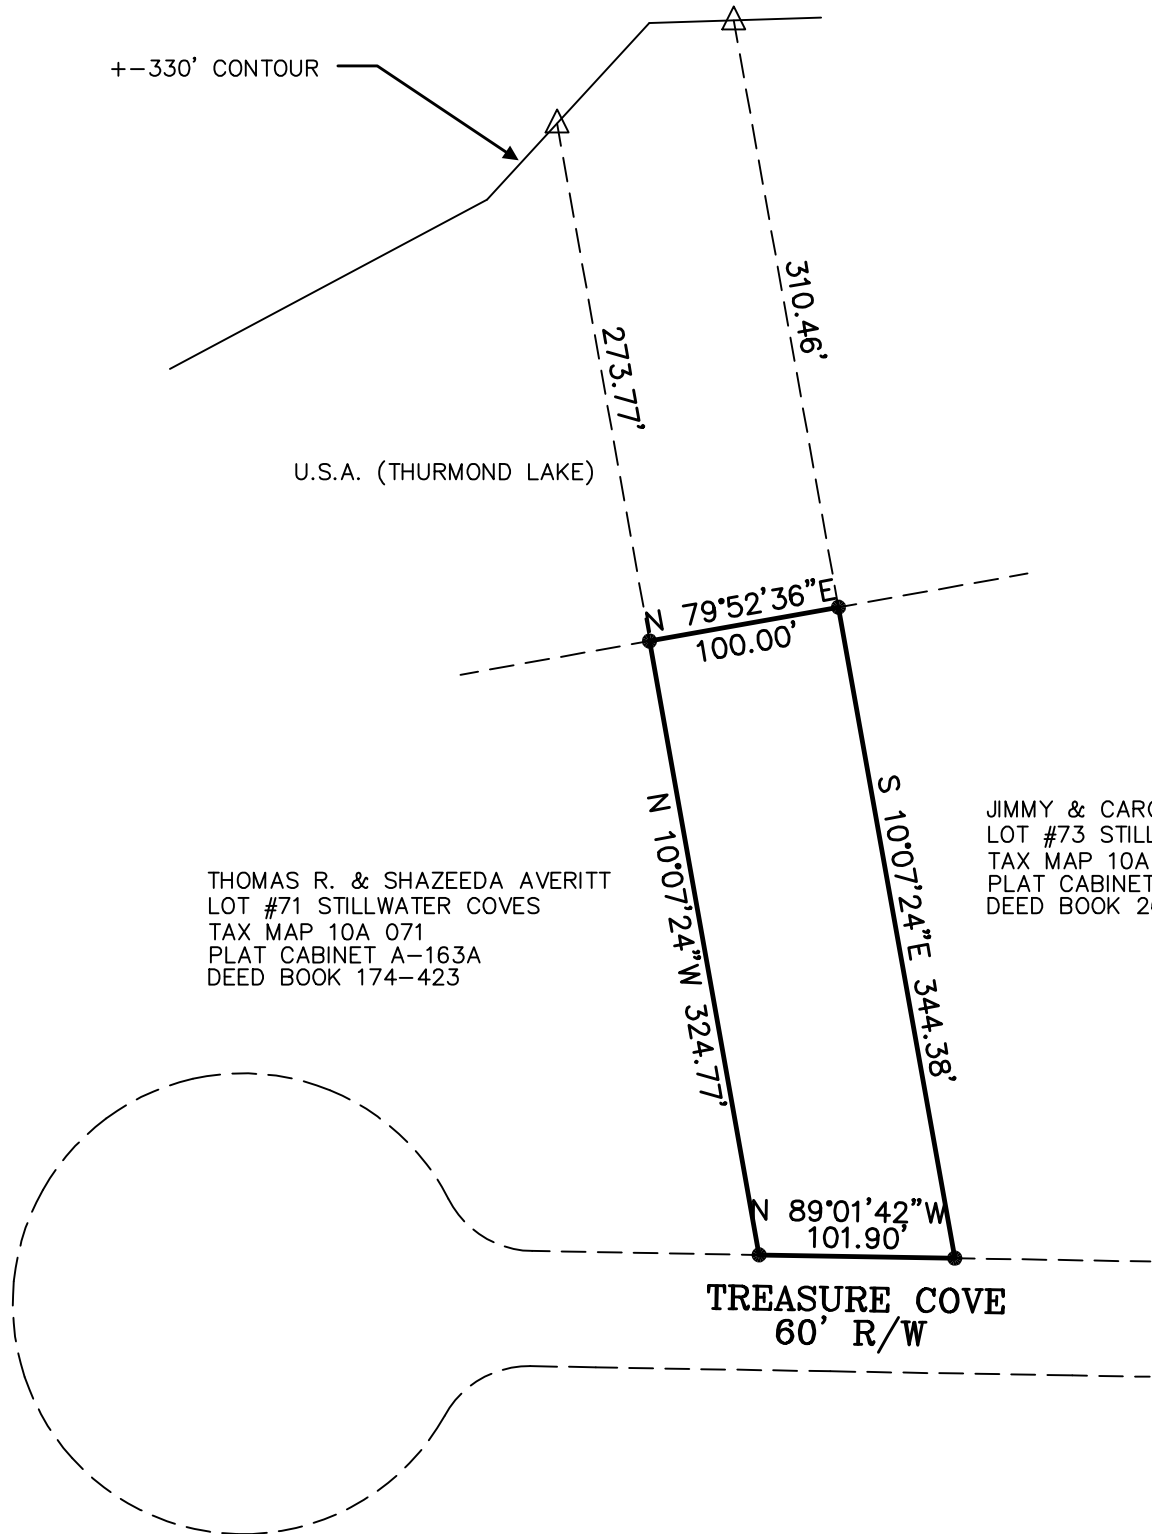 +-330' CONTOUR
310.46'
273.77'
U.S.A. (THURMOND LAKE)
N 79°52'36"E
100.00'
S 10°07'24"E 344.38'
N 10°07'24"W 324.77'
JIMMY &
LOT #73
TAX MAP 10A
PLAT CABINET
DEED BOOK
THOMAS R. & SHAZEEDA AVERITT
LOT #71 STILLWATER COVES
TAX MAP 10A 071
PLAT CABINET A-163A
DEED BOOK 174-423
N 89°01'42"W
101.90'
TREASURE COVE
60' R/W